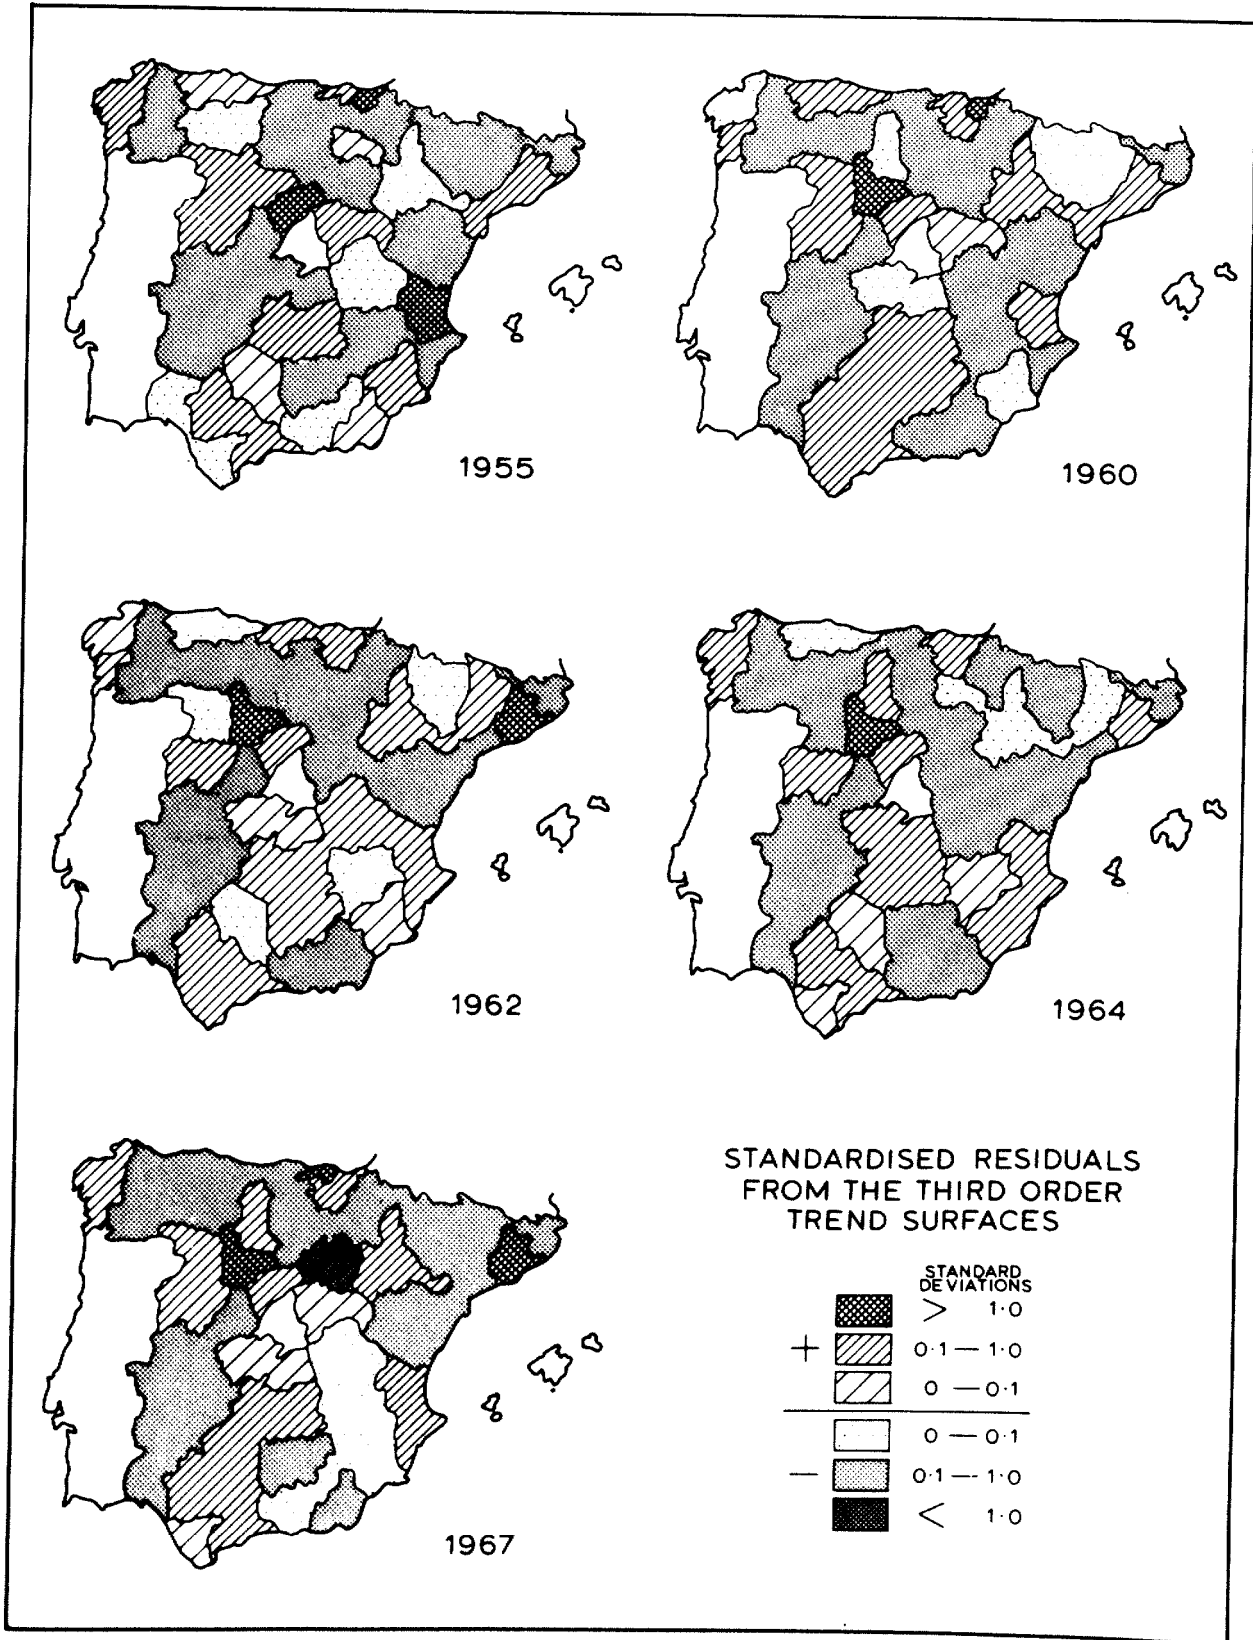 1955
1960
1962
1964
1967
STANDARDISED RESIDUALS
FROM THE THIRD ORDER
TREND SURFACES
STANDARD
DEVIATIONS
> 1·0
+ 0·1 — 1·0
0 — 0·1
0 — 0·1
— 0·1 — 1·0
< 1·0